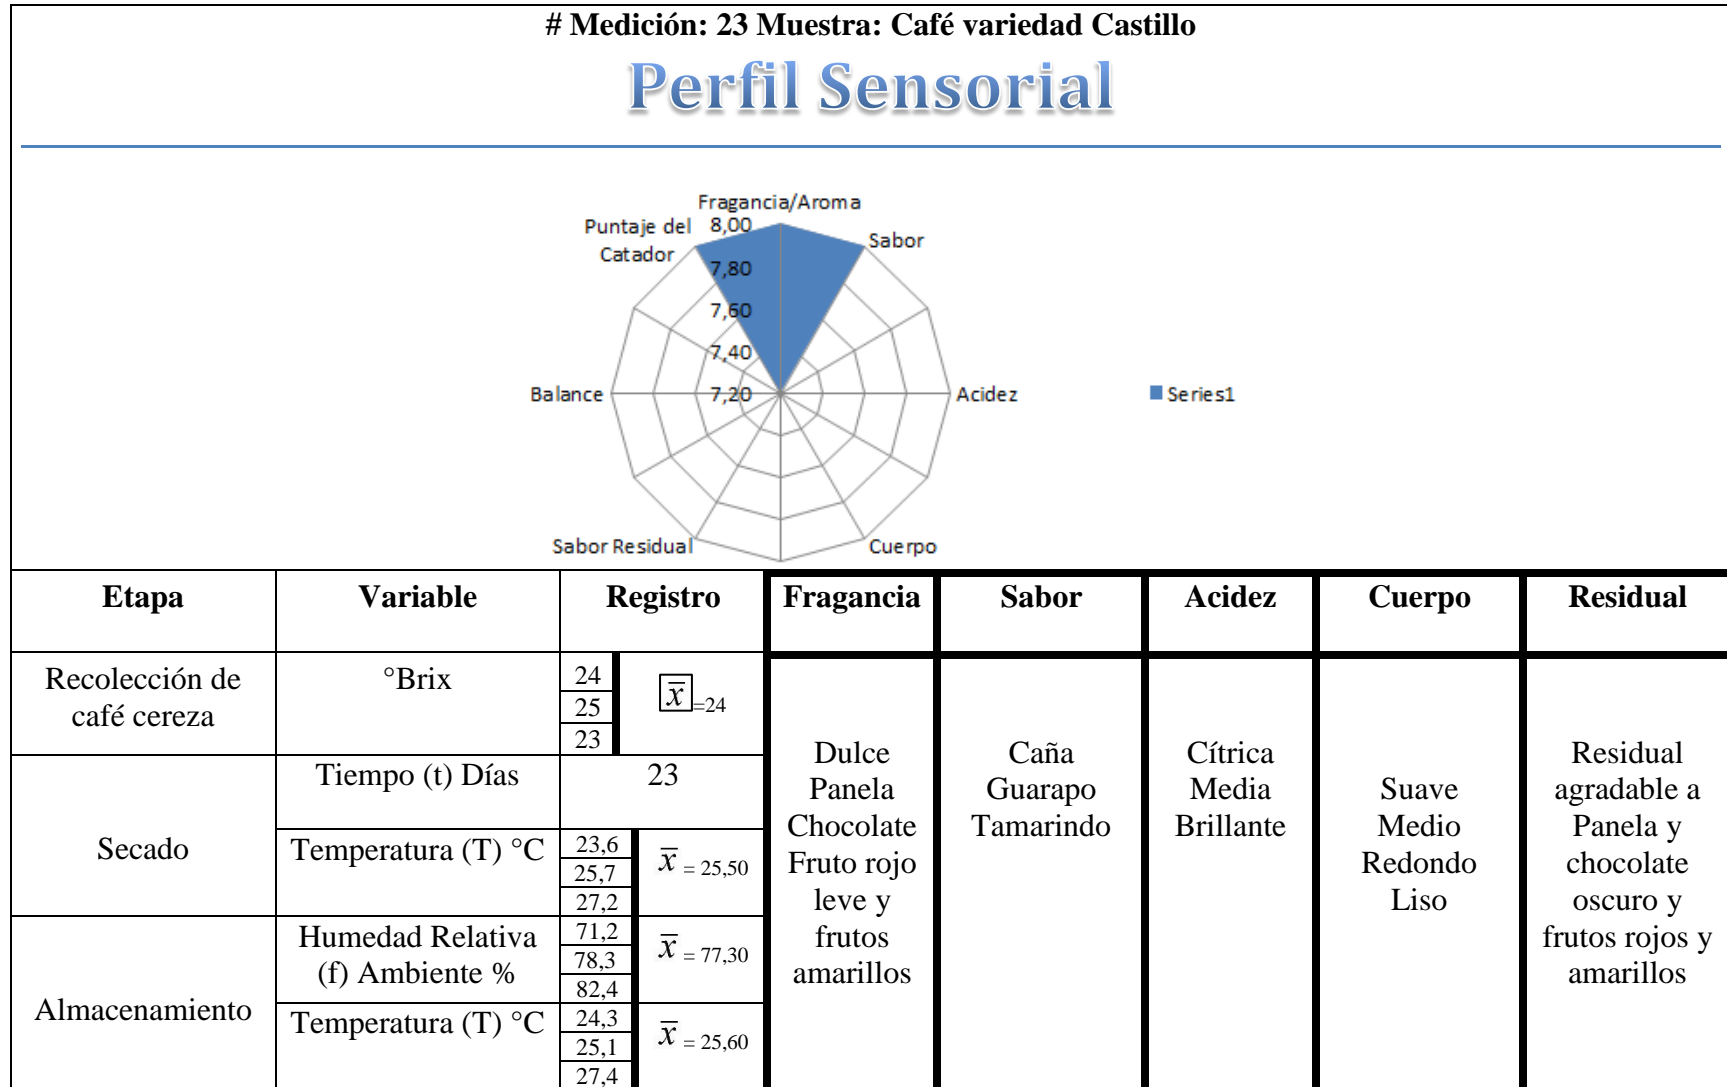 # Medición: 23 Muestra: Café variedad Castillo
Perfil Sensorial
Fragancia/Aroma
Puntaje del
Catador
8,00
Sabor
7,80
7,60
7,40
Balance
7,20
Acidez
Series1
Sabor Residual
Cuerpo
Etapa
Variable
Registro
Fragancia
Sabor
Acidez
Cuerpo
Residual
Recolección de
café cereza
°Brix
24
25
23
x̅ =24
Secado
Tiempo (t) Días
23
Temperatura (T) °C
23,6
25,7
27,2
x̅ = 25,50
Almacenamiento
Humedad Relativa
(f) Ambiente %
71,2
78,3
82,4
x̅ = 77,30
Temperatura (T) °C
24,3
25,1
27,4
x̅ = 25,60
Dulce
Panela
Chocolate
Fruto rojo
leve y
frutos
amarillos
Caña
Guarapo
Tamarindo
Cítrica
Media
Brillante
Suave
Medio
Redondo
Liso
Residual
agradable a
Panela y
chocolate
oscuro y
frutos rojos y
amarillos